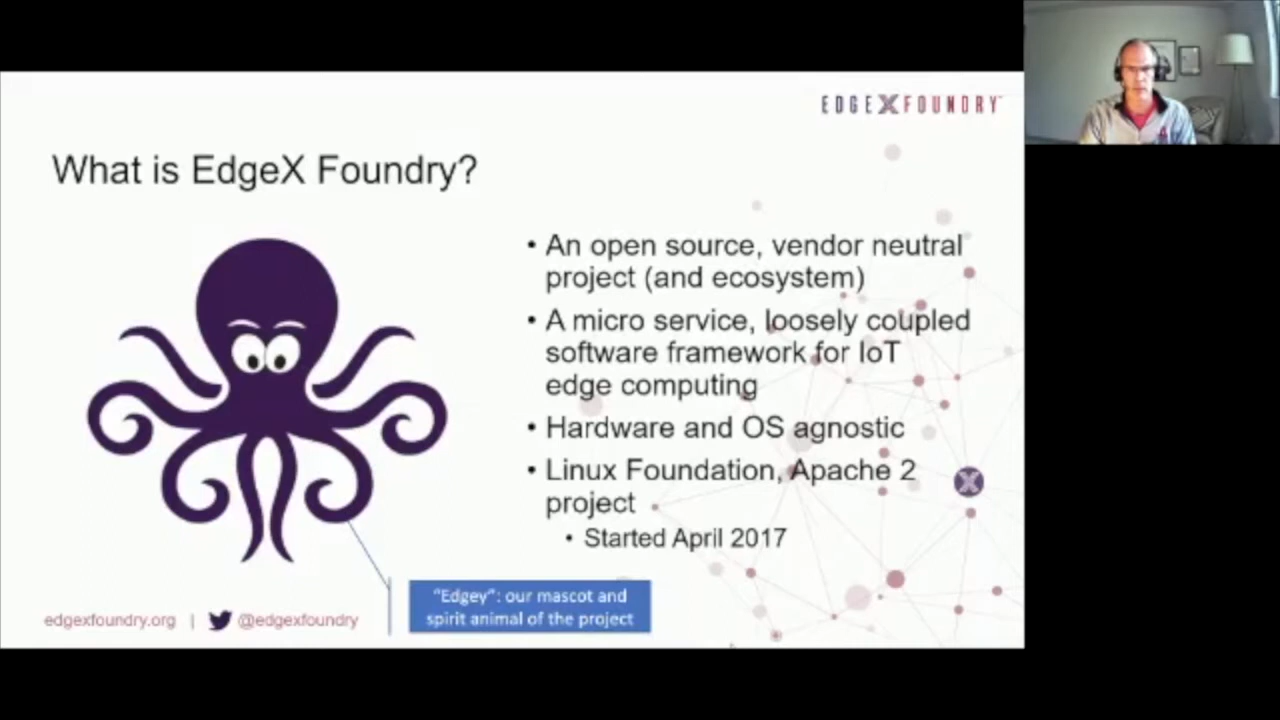 EDGEXFOUNDRY
What is EdgeX Foundry?
• An open source, vendor neutral
project (and ecosystem)
• A micro service, loosely coupled
software framework for IoT
edge computing
• Hardware and OS agnostic
• Linux Foundation, Apache 2
project
• Started April 2017
"Edgey": our mascot and
spirit animal of the project
edgexfoundry.org | @edgexfoundry